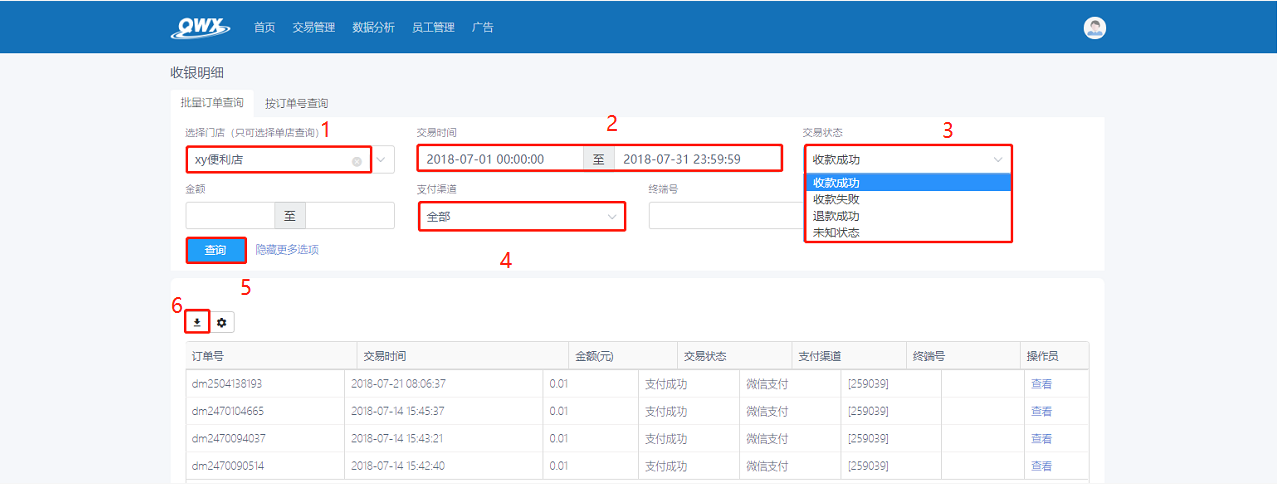 QWX 首页 交易管理 数据分析 员工管理 广告
收银明细
批量订单查询 按订单号查询
选择门店（只可选择单店查询） 1 交易时间 2 交易状态 3
xy便利店 2018-07-01 00:00:00 至 2018-07-31 23:59:59 收款成功
收款成功
收款失败
退款成功
未知状态
金额 支付渠道 终端号
至 全部
查询 隐藏更多选项 4
5
6
订单号 交易时间 金额(元) 交易状态 支付渠道 终端号 操作员
dm2504138193 2018-07-21 08:06:37 0.01 支付成功 微信支付 [259039] 查看
dm2470104665 2018-07-14 15:45:37 0.01 支付成功 微信支付 [259039] 查看
dm2470094037 2018-07-14 15:43:21 0.01 支付成功 微信支付 [259039] 查看
dm2470090514 2018-07-14 15:42:40 0.01 支付成功 微信支付 [259039] 查看